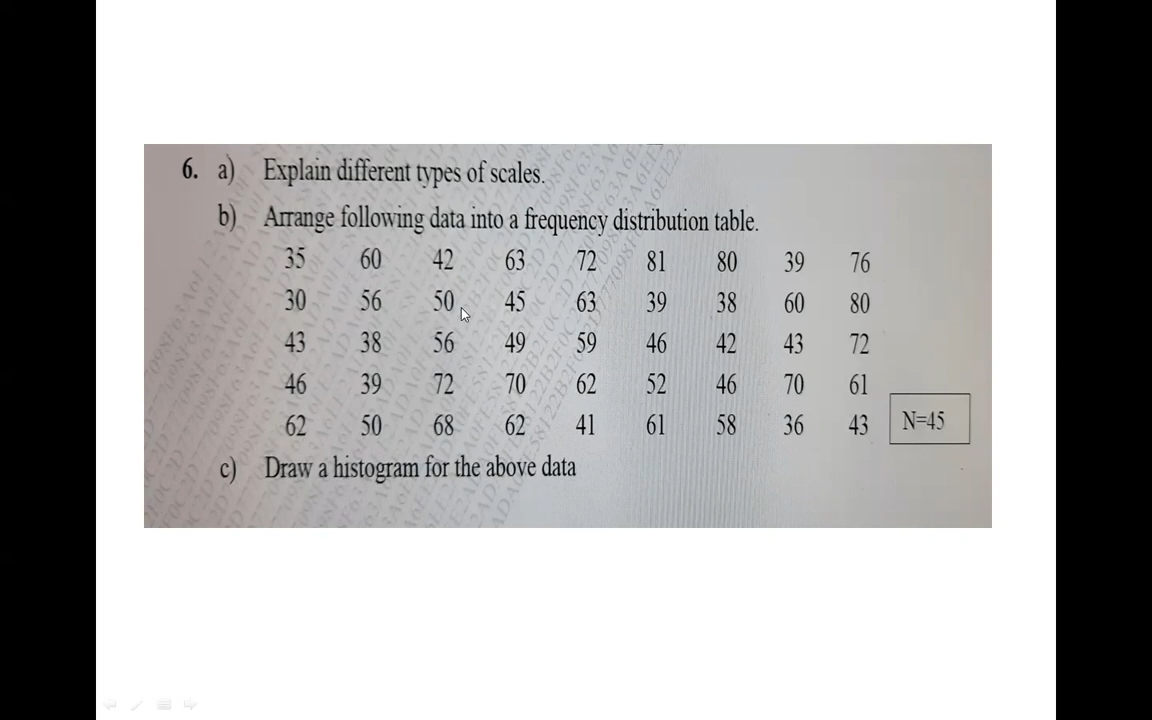 6. a) Explain different types of scales.
b) Arrange following data into a frequency distribution table.
35 60 42 63 72 81 80 39 76
30 56 50 45 63 39 38 60 80
43 38 56 49 59 46 42 43 72
46 39 72 70 62 52 46 70 61
62 50 68 62 41 61 58 36 43
N=45
c) Draw a histogram for the above data